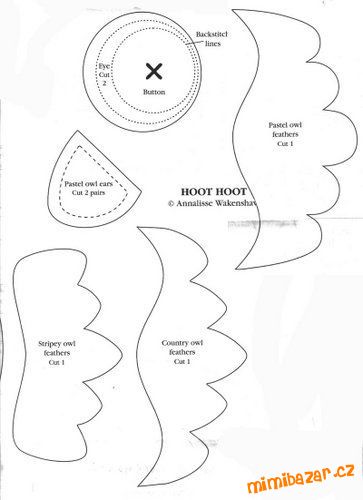 Backstitch
lines
Eye
Cut
2
Button
Pastel owl
feathers
Cut 1
Pastel owl ears
Cut 2 pairs
HOOT HOOT
© Annalisse Wakenshaw
Stripey owl
feathers
Cut 1
Country owl
feathers
Cut 1
mimibazar.cz